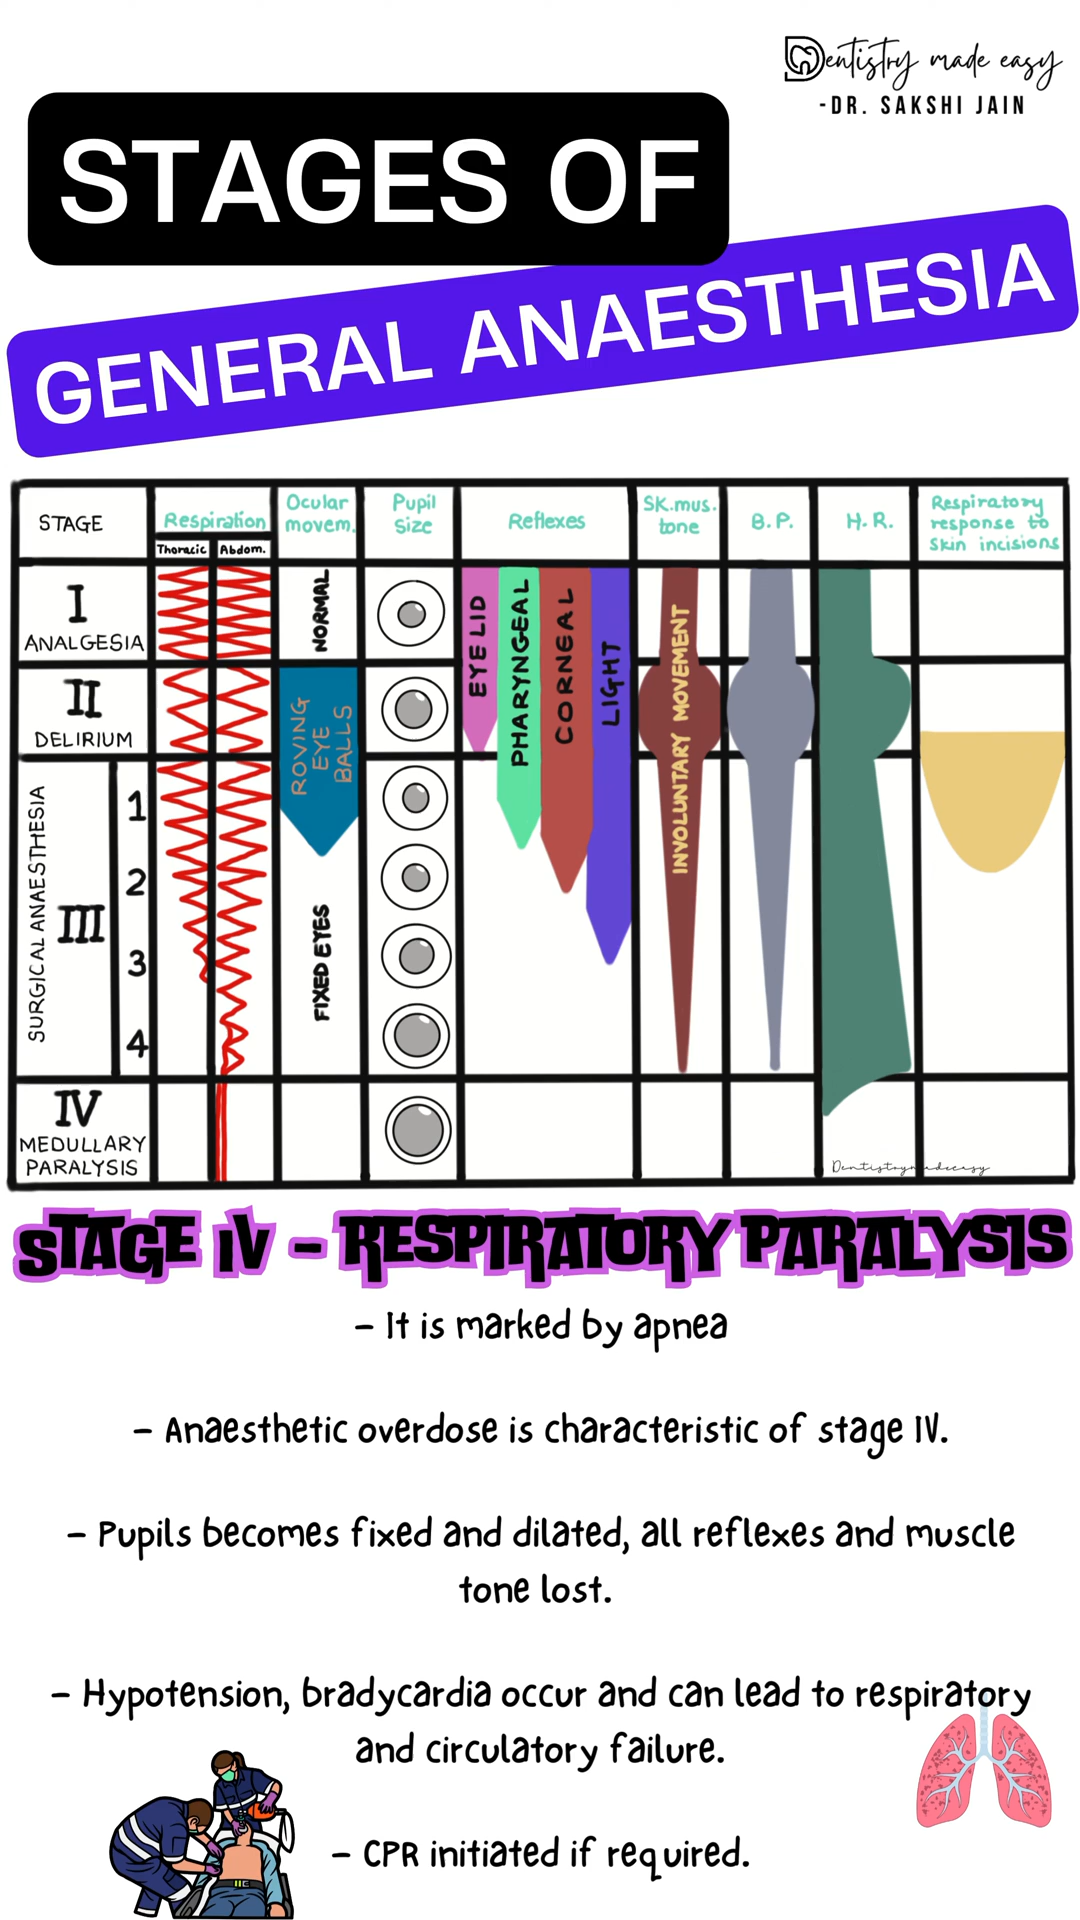 Dentistry made easy
-DR. SAKSHI JAIN
STAGES OF
GENERAL ANAESTHESIA
STAGE
Respiration
Thoracic
Abdom.
Ocular
movem.
Pupil
Size
Reflexes
SK.mus.
tone
B.P.
H.R.
Respiratory
response to
skin incisions
I
ANALGESIA
NORMAL
EYE LID
PHARYNGEAL
CORNEAL
LIGHT
INVOLUNTARY MOVEMENT
II
DELIRIUM
ROVING
EYE
BALLS
SURGICAL ANAESTHESIA
III
1
2
3
4
FIXED EYES
IV
MEDULLARY
PARALYSIS
STAGE IV - RESPIRATORY PARALYSIS
- It is marked by apnea
- Anaesthetic overdose is characteristic of stage IV.
- Pupils becomes fixed and dilated, all reflexes and muscle
tone lost.
- Hypotension, bradycardia occur and can lead to respiratory
and circulatory failure.
- CPR initiated if required.